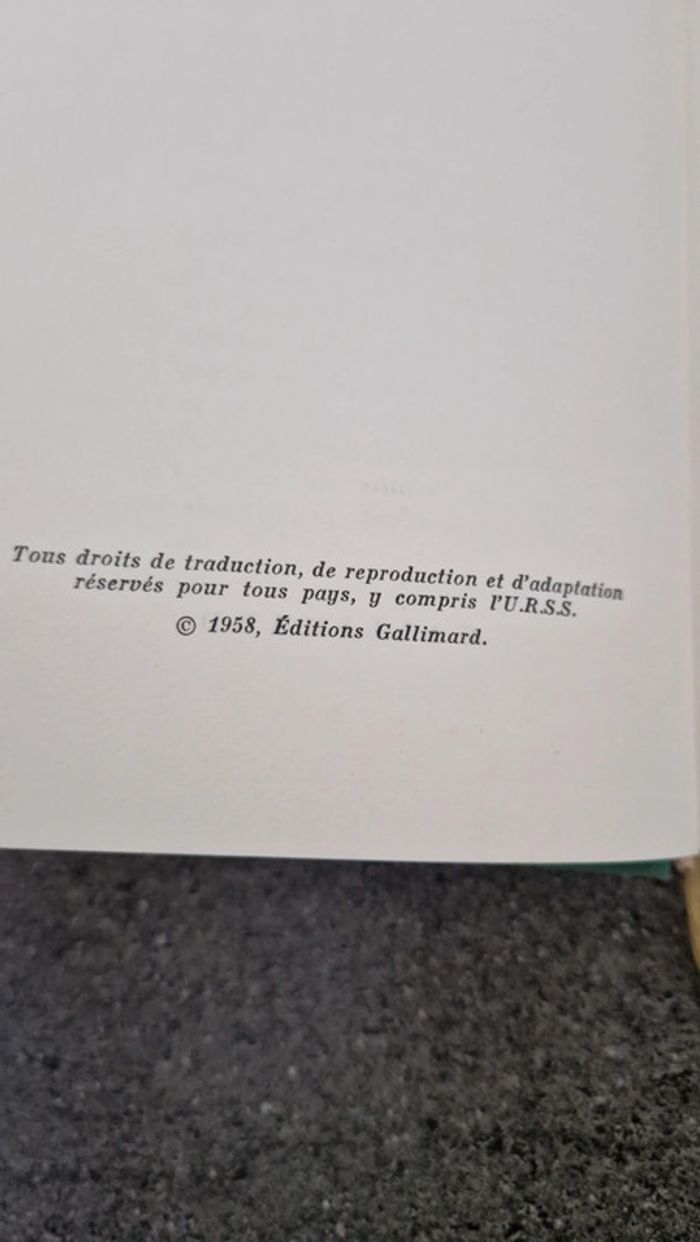 Tous droits de traduction, de reproduction et d'adaptation
réservés pour tous pays, y compris l'U.R.S.S.
© 1958, Éditions Gallimard.